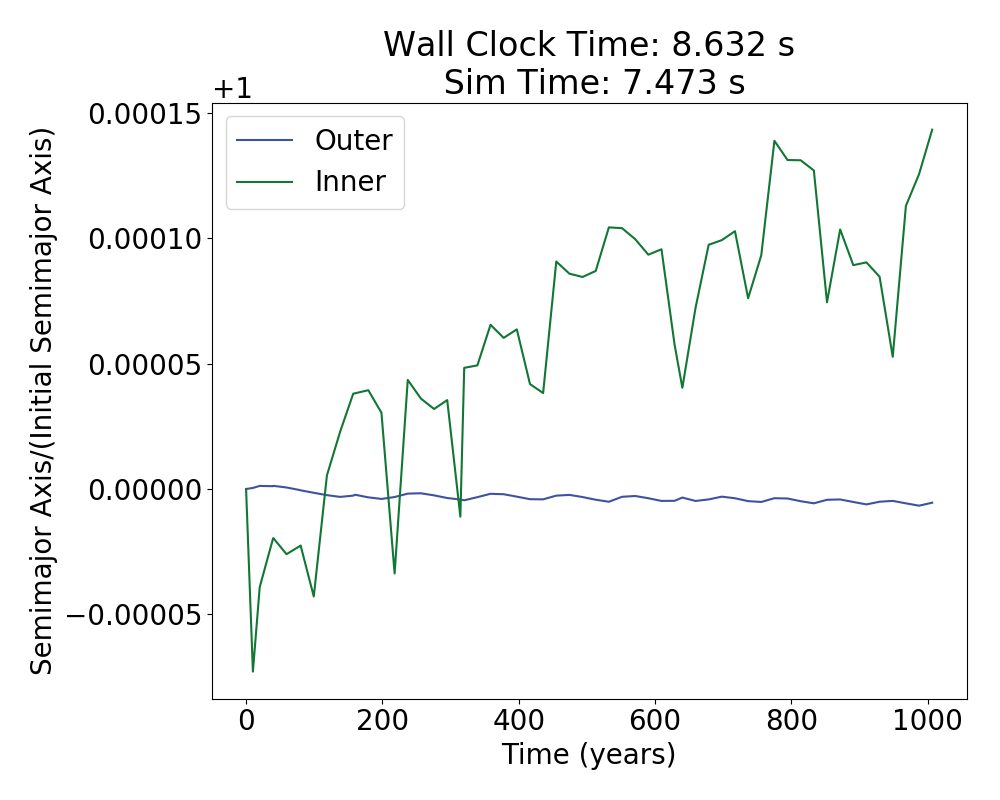 Wall Clock Time: 8.632 s
Sim Time: 7.473 s
+1
0.00015
0.00010
0.00005
0.00000
−0.00005
Semimajor Axis/(Initial Semimajor Axis)
Outer
Inner
0 200 400 600 800 1000
Time (years)